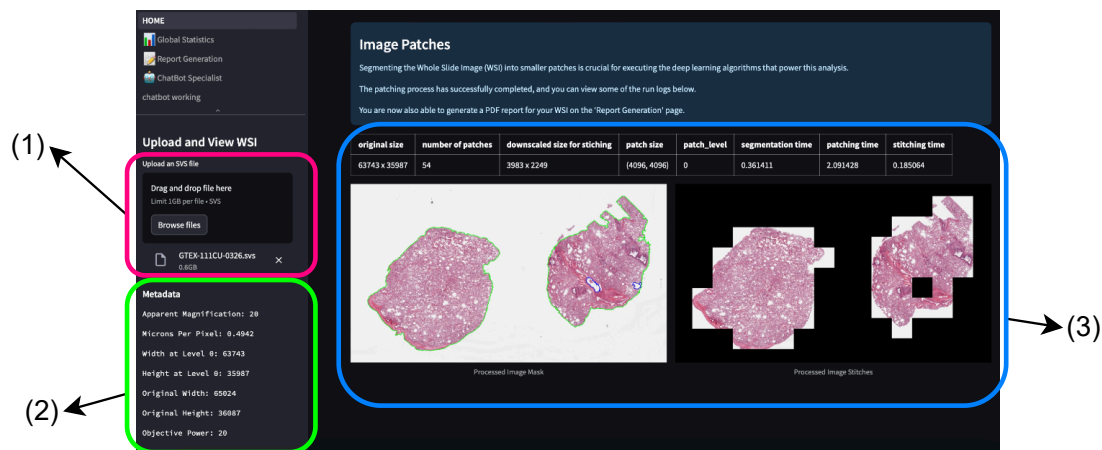 HOME
Global Statistics
Report Generation
ChatBot Specialist
chatbot working
(1)
Upload and View WSI
Upload an SVS file
Drag and drop file here
Limit 1GB per file • SVS
Browse files
GTEX-111CU-0326.svs
0.6GB
(2)
Metadata
Apparent Magnification: 20
Microns Per Pixel: 0.4942
Width at Level 0: 63743
Height at Level 0: 35987
Original Width: 65024
Original Height: 36087
Objective Power: 20
Image Patches
Segmenting the Whole Slide Image (WSI) into smaller patches is crucial for executing the deep learning algorithms that power this analysis.
The patching process has successfully completed, and you can view some of the run logs below.
You are now also able to generate a PDF report for your WSI on the 'Report Generation' page.
original size number of patches downscaled size for stiching patch size patch_level segmentation time patching time stitching time
63743 x 35987 54 3983 x 2249 (4096, 4096) 0 0.361411 2.091428 0.185064
Processed Image Mask
Processed Image Stitches
(3)